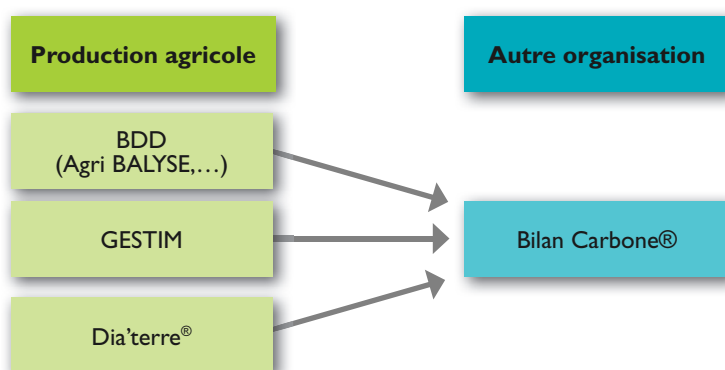 Production agricole
Autre organisation
BDD
(Agri BALYSE,…)
GESTIM
Bilan Carbone®
Dia’terre®